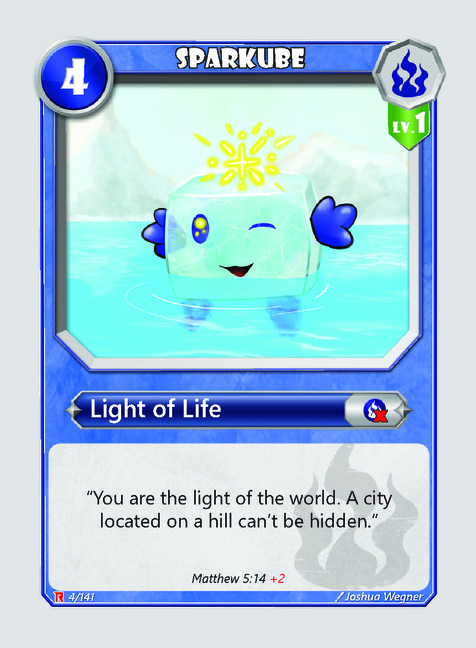 SPARKUBE
4
LV.1
Light of Life
“You are the light of the world. A city
located on a hill can’t be hidden.”
Matthew 5:14 +2
R 4/141
Joshua Wegner